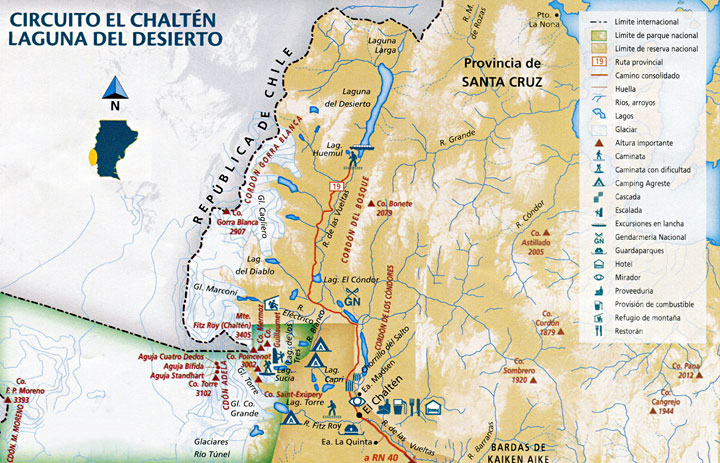 CIRCUITO EL CHALTÉN
LAGUNA DEL DESIERTO
N
REPÚBLICA DE CHILE
Provincia de
SANTA CRUZ
R. M.
de Rozas
Pto.
La Nona
Laguna
Larga
Laguna
del Desierto
Lag.
Huemul
R. Grande
19
CORDÓN GORRA BLANCA
Gl. Cagliero
R. de las Vueltas
CORDÓN DEL BOSQUE
Co. Bonete
2079
Co.
Gorra Blanca
2907
R. Cóndor
Co.
Astillado
2005
Lag.
del Diablo
Lag. El Cóndor
GN
Gl. Marconi
CORDÓN DE LOS CÓNDORES
R.
Eléctrico
R. Blanco
Mte.
Fitz Roy (Chaltén)
3405
Co. Hermoz
Co.
Guillaumet
Lag. de los
Tres
Chorrillo del Salto
Co.
Cordón
1879
Aguja Cuatro Dedos
Aguja Bífida
Aguja Standhart
Co. Torre
3102
Co. Poincenot
3002
Lag.
Sucia
Lag.
Capri
Ea. Madsen
El Chaltén
Co.
Sombrero
1920
Co.
Pana
2012
Co.
Cangrejo
1944
Co.
F. P. Moreno
3393
CDÓN. M. MORENO
CDÓN ADELA
Gl. Torre
Co. Saint-Exúpery
Lag. Torre
Gl. Co.
Grande
R. Fitz Roy
Ea. La Quinta
R. de las
Vueltas
R. Barrancas
Glaciares
Río Túnel
a RN 40
BARDAS DE
KAIKEN AIKE
Límite internacional
Límite de parque nacional
Límite de reserva nacional
19 Ruta provincial
Camino consolidado
Huella
Ríos, arroyos
Lagos
Glaciar
Altura importante
Caminata
Caminata con dificultad
Camping Agreste
Cascada
Escalada
Excursiones en lancha
GN Gendarmería Nacional
Guardaparques
Hotel
Mirador
Proveeduría
Provisión de combustible
Refugio de montaña
Restorán